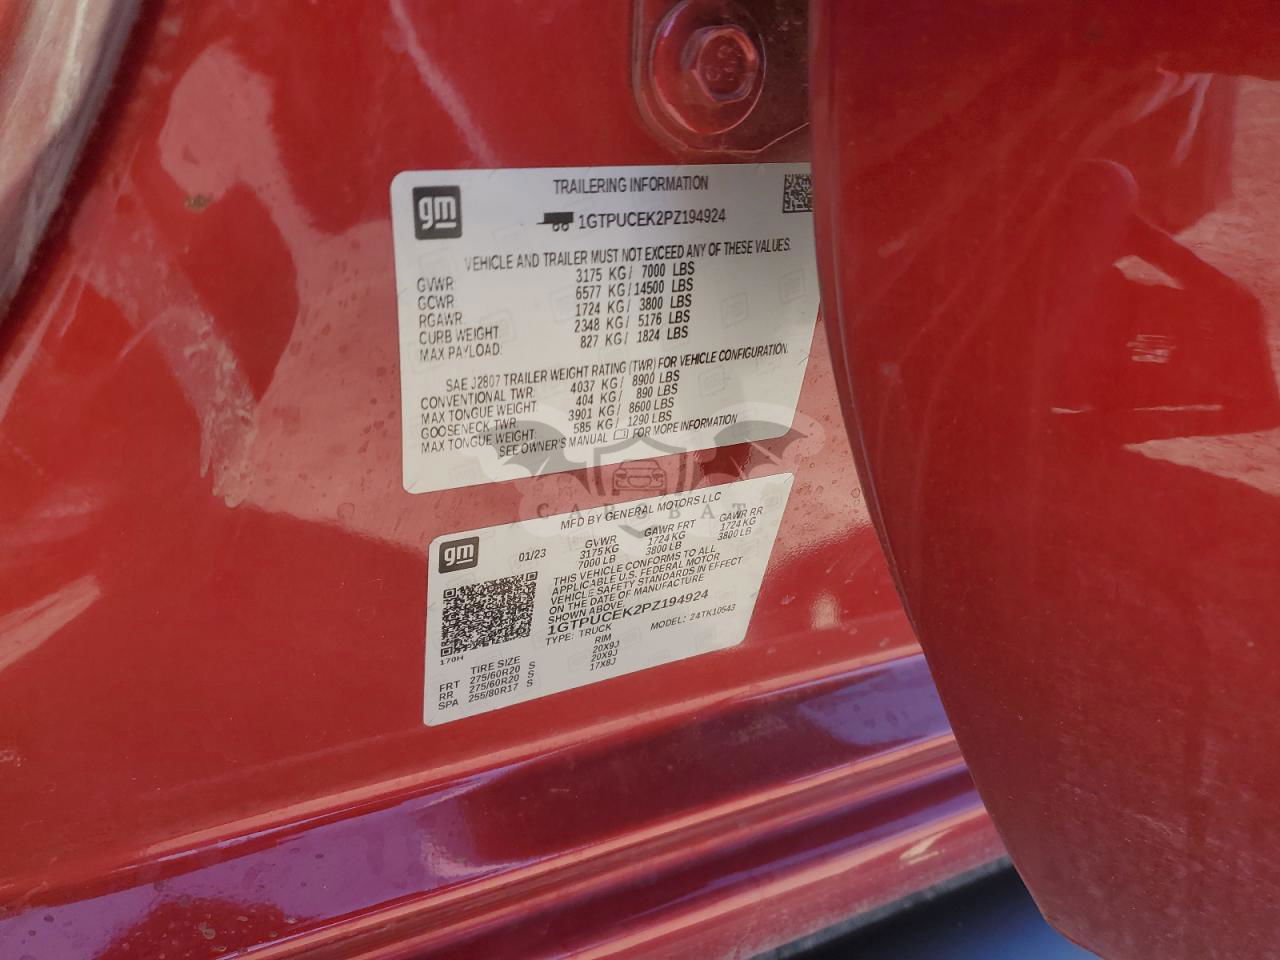 gm
TRAILERING INFORMATION
1GTPUCEK2PZ194924
VEHICLE AND TRAILER MUST NOT EXCEED ANY OF THESE VALUES.
GVWR: 3175 KG/ 7000 LBS
GCWR: 6577 KG/14500 LBS
RGAWR: 1724 KG/ 3800 LBS
CURB WEIGHT 2348 KG/ 5176 LBS
MAX PAYLOAD: 827 KG/ 1824 LBS
SAE J2807 TRAILER WEIGHT RATING (TWR) FOR VEHICLE CONFIGURATION.
CONVENTIONAL TWR: 4037 KG/ 8900 LBS
MAX TONGUE WEIGHT: 404 KG/ 890 LBS
GOOSENECK TWR: 3901 KG/ 8600 LBS
MAX TONGUE WEIGHT: 585 KG/ 1290 LBS
SEE OWNER'S MANUAL FOR MORE INFORMATION
CARSBAT
gm
MFD BY GENERAL MOTORS LLC
01/23 GVWR GAWR FRT GAWR RR
3175 KG 1724 KG 1724 KG
7000 LB 3800 LB 3800 LB
THIS VEHICLE CONFORMS TO ALL
APPLICABLE U.S. FEDERAL MOTOR
VEHICLE SAFETY STANDARDS IN EFFECT
ON THE DATE OF MANUFACTURE
SHOWN ABOVE.
1GTPUCEK2PZ194924
TYPE: TRUCK MODEL: 24TK10543
170H
TIRE SIZE RIM
FRT 275/60R20 S 20X9J
RR 275/60R20 S 20X9J
SPA 255/80R17 S 17X8J